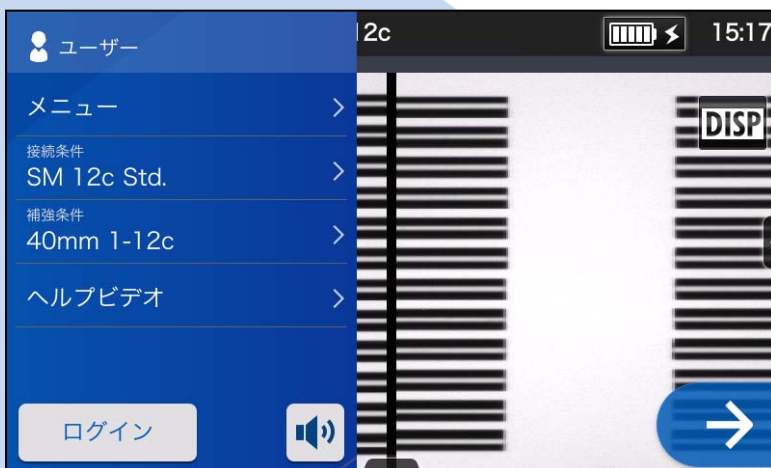 ユーザー
12c
15:17
メニュー
DISP
接続条件
SM 12c Std.
補強条件
40mm 1-12c
ヘルプビデオ
ログイン